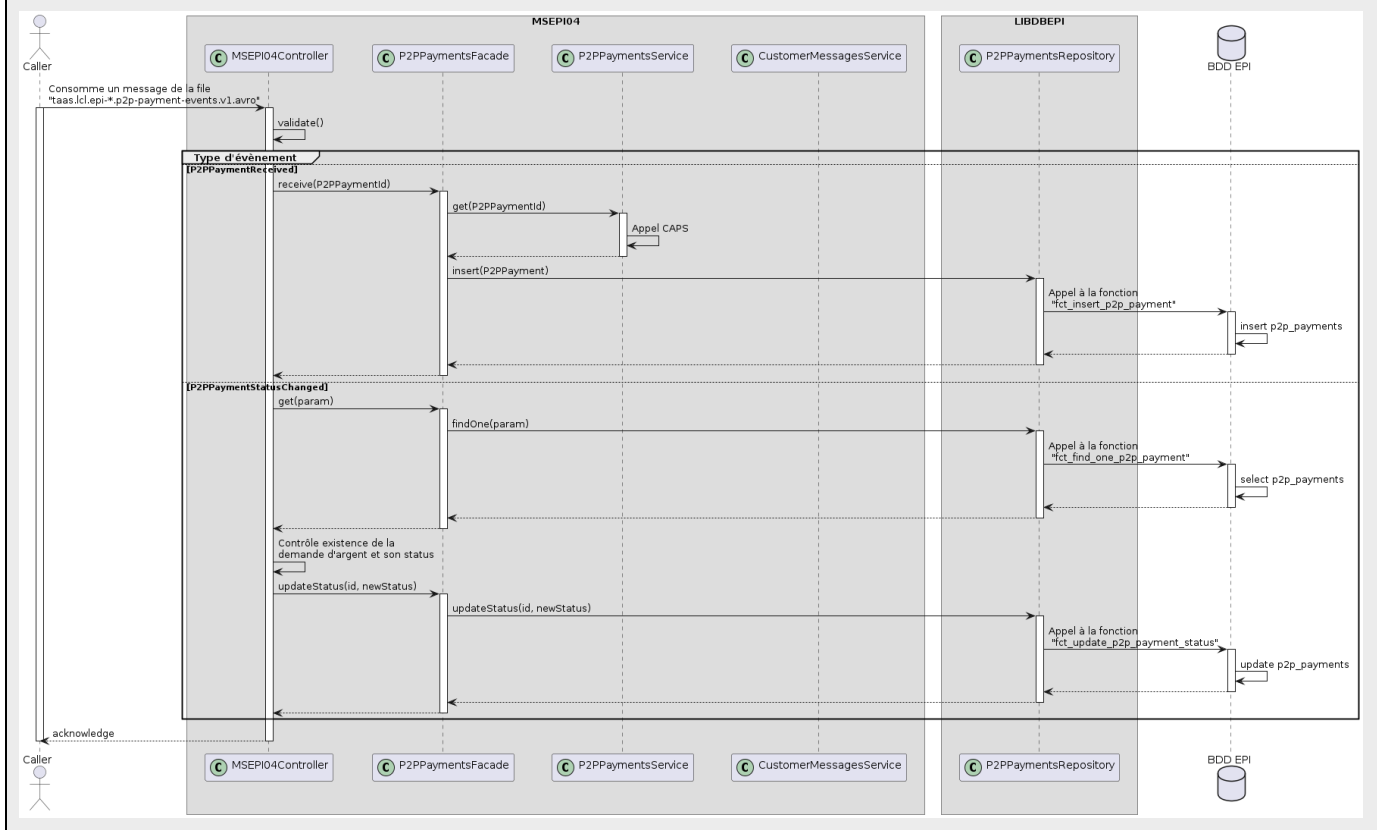 MSEPI04
LIBDBEPI
Caller
C MSEPI04Controller
C P2PPaymentsFacade
C P2PPaymentsService
C CustomerMessagesService
C P2PPaymentsRepository
BDD EPI
Consomme un message de la file
"taas.lcl.epi-*.p2p-payment-events.v1.avro"
validate()
Type d'évènement
[P2PPaymentReceived]
receive(P2PPaymentId)
get(P2PPaymentId)
Appel CAPS
insert(P2PPayment)
Appel à la fonction
"fct_insert_p2p_payment"
insert p2p_payments
[P2PPaymentStatusChanged]
get(param)
findOne(param)
Appel à la fonction
"fct_find_one_p2p_payment"
select p2p_payments
Contrôle existence de la
demande d'argent et son status
updateStatus(id, newStatus)
updateStatus(id, newStatus)
Appel à la fonction
"fct_update_p2p_payment_status"
update p2p_payments
acknowledge
Caller
C MSEPI04Controller
C P2PPaymentsFacade
C P2PPaymentsService
C CustomerMessagesService
C P2PPaymentsRepository
BDD EPI